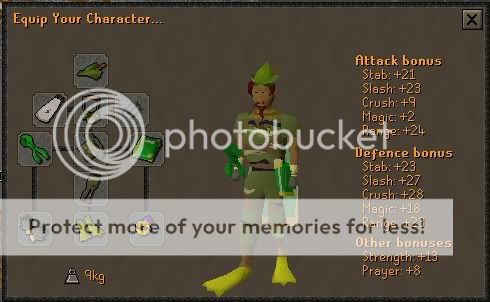 Equip Your Character...
Attack bonus
Stab: +21
Slash: +23
Crush: +9
Magic: +2
Range: +24
photobucket
Defence bonus
Stab: +23
Slash: +27
Crush: +28
Magic: +18
Protect more of your memories for less!
Other bonuses
Strength: +13
Prayer: +8
9kg